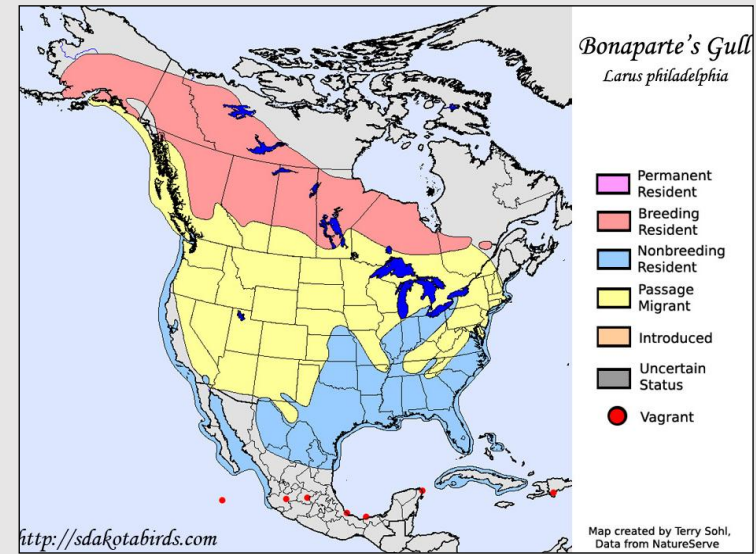 Bonaparte's Gull
Larus philadelphia
Permanent
Resident
Breeding
Resident
Nonbreeding
Resident
Passage
Migrant
Introduced
Uncertain
Status
Vagrant
http://sdakotabirds.com
Map created by Terry Sohl,
Data from NatureServe